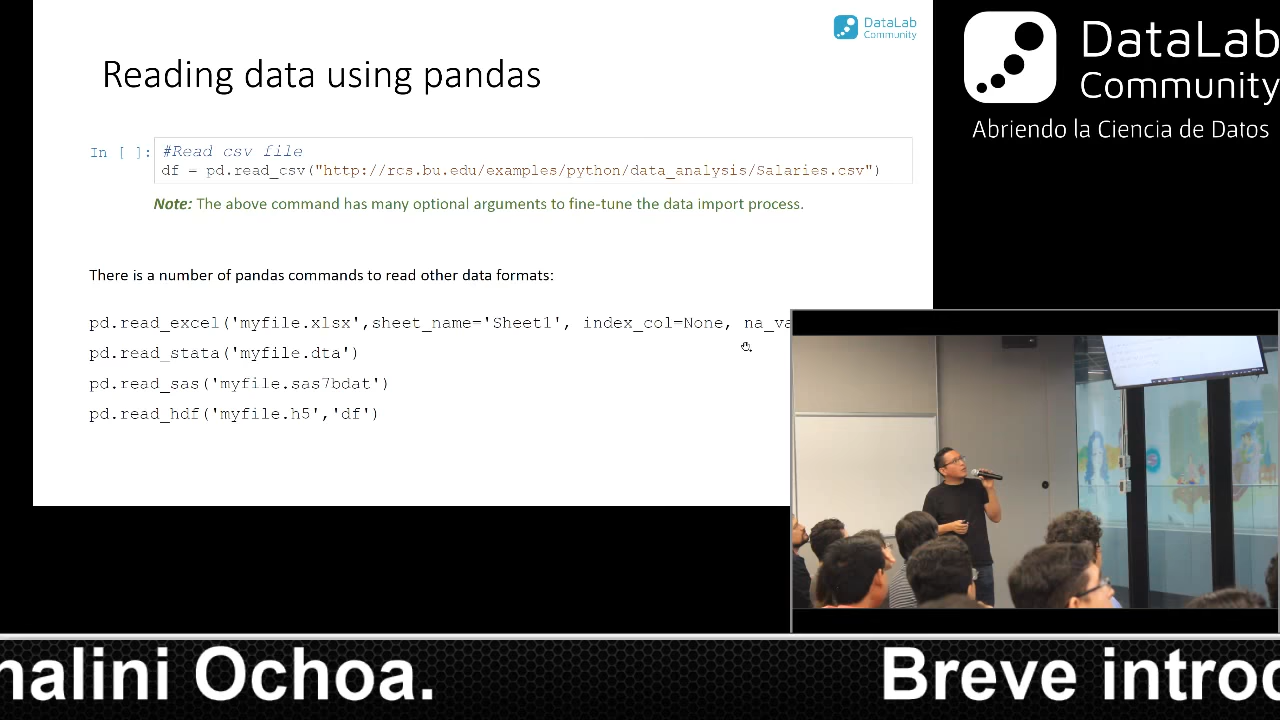 DataLab
Community
Reading data using pandas
In [ ]:
#Read csv file
df = pd.read_csv("http://rcs.bu.edu/examples/python/data_analysis/Salaries.csv")
Note: The above command has many optional arguments to fine-tune the data import process.
There is a number of pandas commands to read other data formats:
pd.read_excel('myfile.xlsx',sheet_name='Sheet1', index_col=None, na_va
pd.read_stata('myfile.dta')
pd.read_sas('myfile.sas7bdat')
pd.read_hdf('myfile.h5','df')
DataLab
Community
Abriendo la Ciencia de Datos
nalini Ochoa.
Breve introd